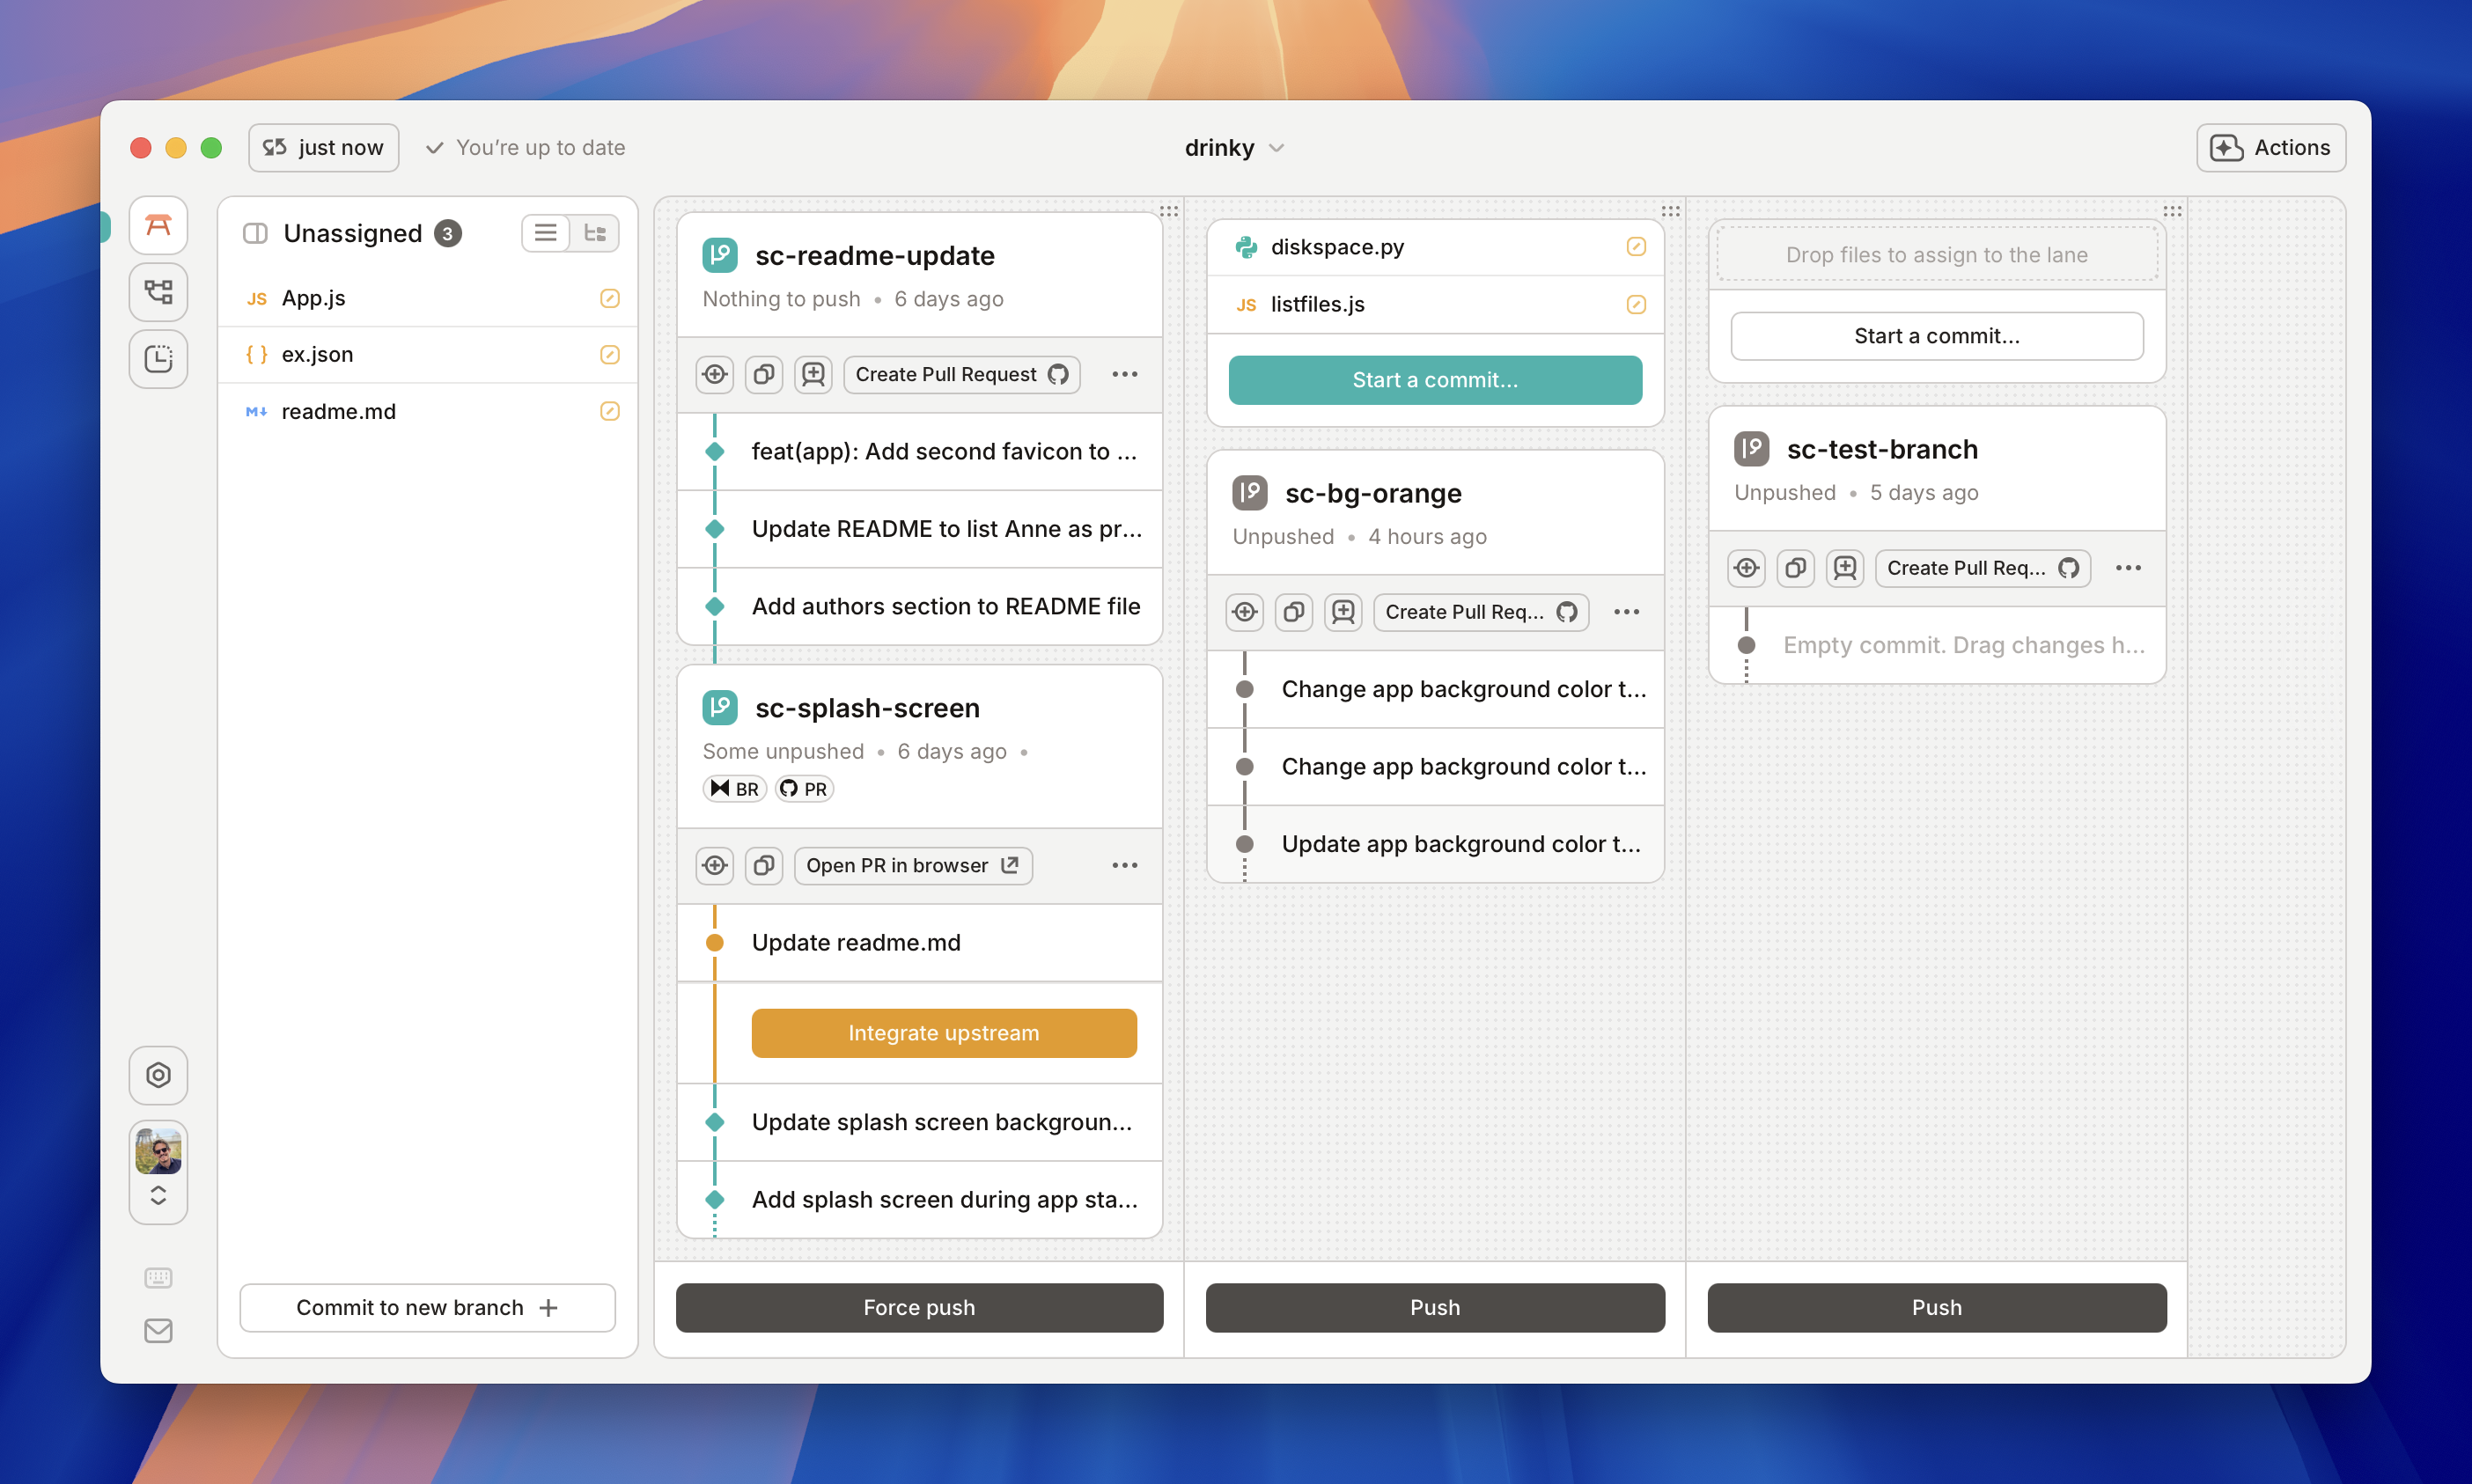 just now
You're up to date
drinky
Actions
Unassigned 3
JS App.js
{ } ex.json
M↓ readme.md
Commit to new branch
sc-readme-update
Nothing to push • 6 days ago
Create Pull Request
feat(app): Add second favicon to ...
Update README to list Anne as pr...
Add authors section to README file
sc-splash-screen
Some unpushed • 6 days ago •
BR PR
Open PR in browser
Update readme.md
Integrate upstream
Update splash screen backgroun...
Add splash screen during app sta...
Force push
diskspace.py
JS listfiles.js
Start a commit...
sc-bg-orange
Unpushed • 4 hours ago
Create Pull Req...
Change app background color t...
Change app background color t...
Update app background color t...
Push
Drop files to assign to the lane
Start a commit...
sc-test-branch
Unpushed • 5 days ago
Create Pull Req...
Empty commit. Drag changes h...
Push